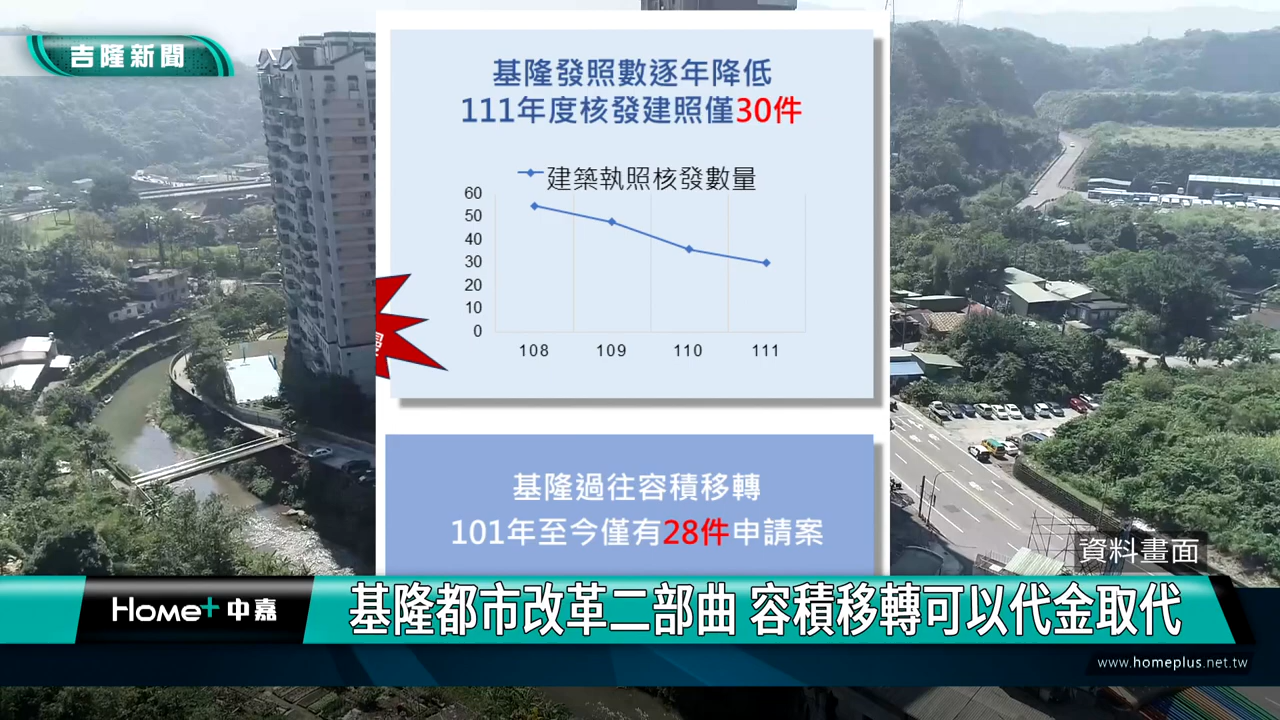 吉隆新聞
基隆發照數逐年降低
111年度核發建照僅30件
建築執照核發數量
60
50
40
30
20
10
0
108 109 110 111
基隆過往容積移轉
101年至今僅有28件申請案
資料畫面
Home+中嘉
基隆都市改革二部曲 容積移轉可以代金取代
www.homeplus.net.tw